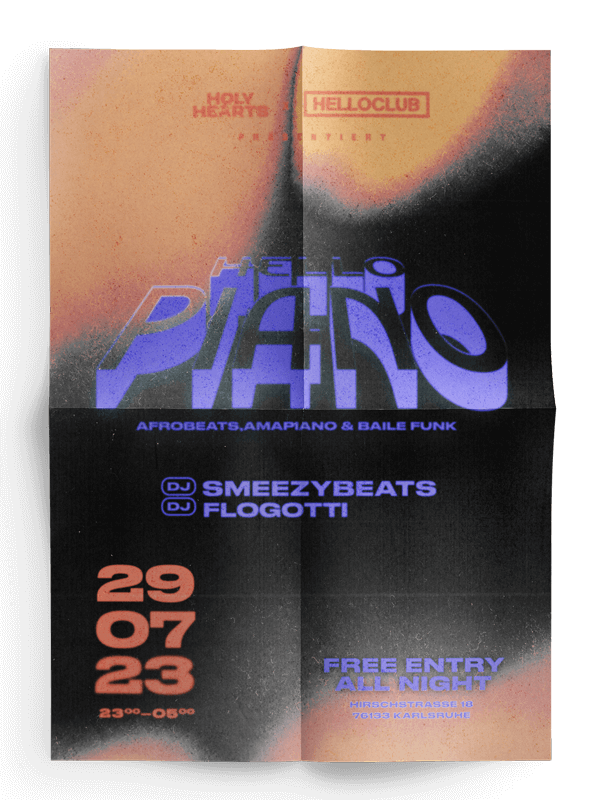 HOLY
HEARTS
HELLOCLUB
PRÄSENTIERT
HELLO
PIANO
AFROBEATS,AMAPIANO & BAILE FUNK
DJ SMEEZYBEATS
DJ FLOGOTTI
29
07
23
23⁰⁰—05⁰⁰
FREE ENTRY
ALL NIGHT
HIRSCHSTRASSE 18
76133 KARLSRUHE